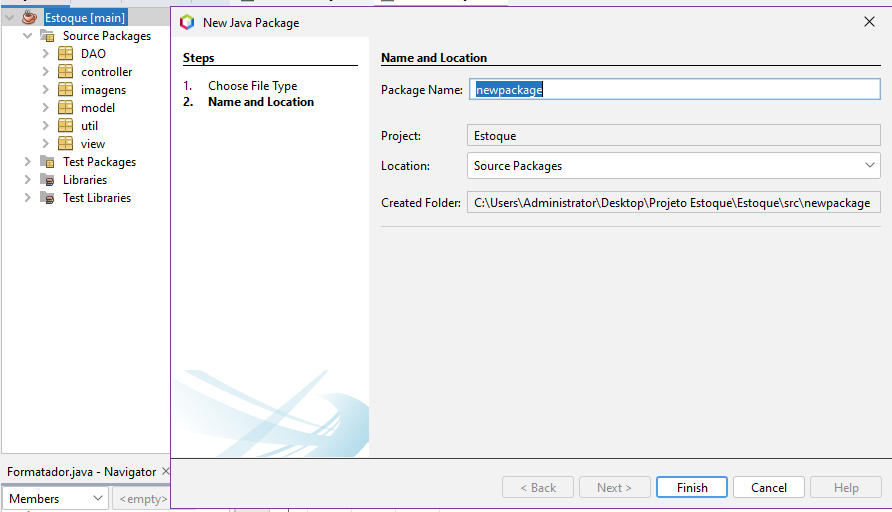 Estoque [main]
Source Packages
DAO
controller
imagens
model
util
view
Test Packages
Libraries
Test Libraries
Formatador.java - Navigator
Members
<empty>
New Java Package
Steps
1. Choose File Type
2. Name and Location
Name and Location
Package Name: newpackage
Project: Estoque
Location: Source Packages
Created Folder: C:\Users\Administrator\Desktop\Projeto Estoque\Estoque\src\newpackage
< Back
Next >
Finish
Cancel
Help